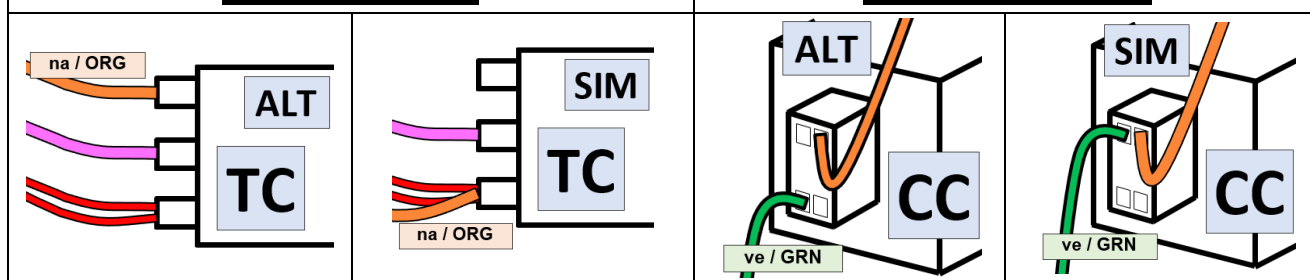 na / ORG
ALT
TC
SIM
TC
na / ORG
ALT
CC
ve / GRN
SIM
CC
ve / GRN